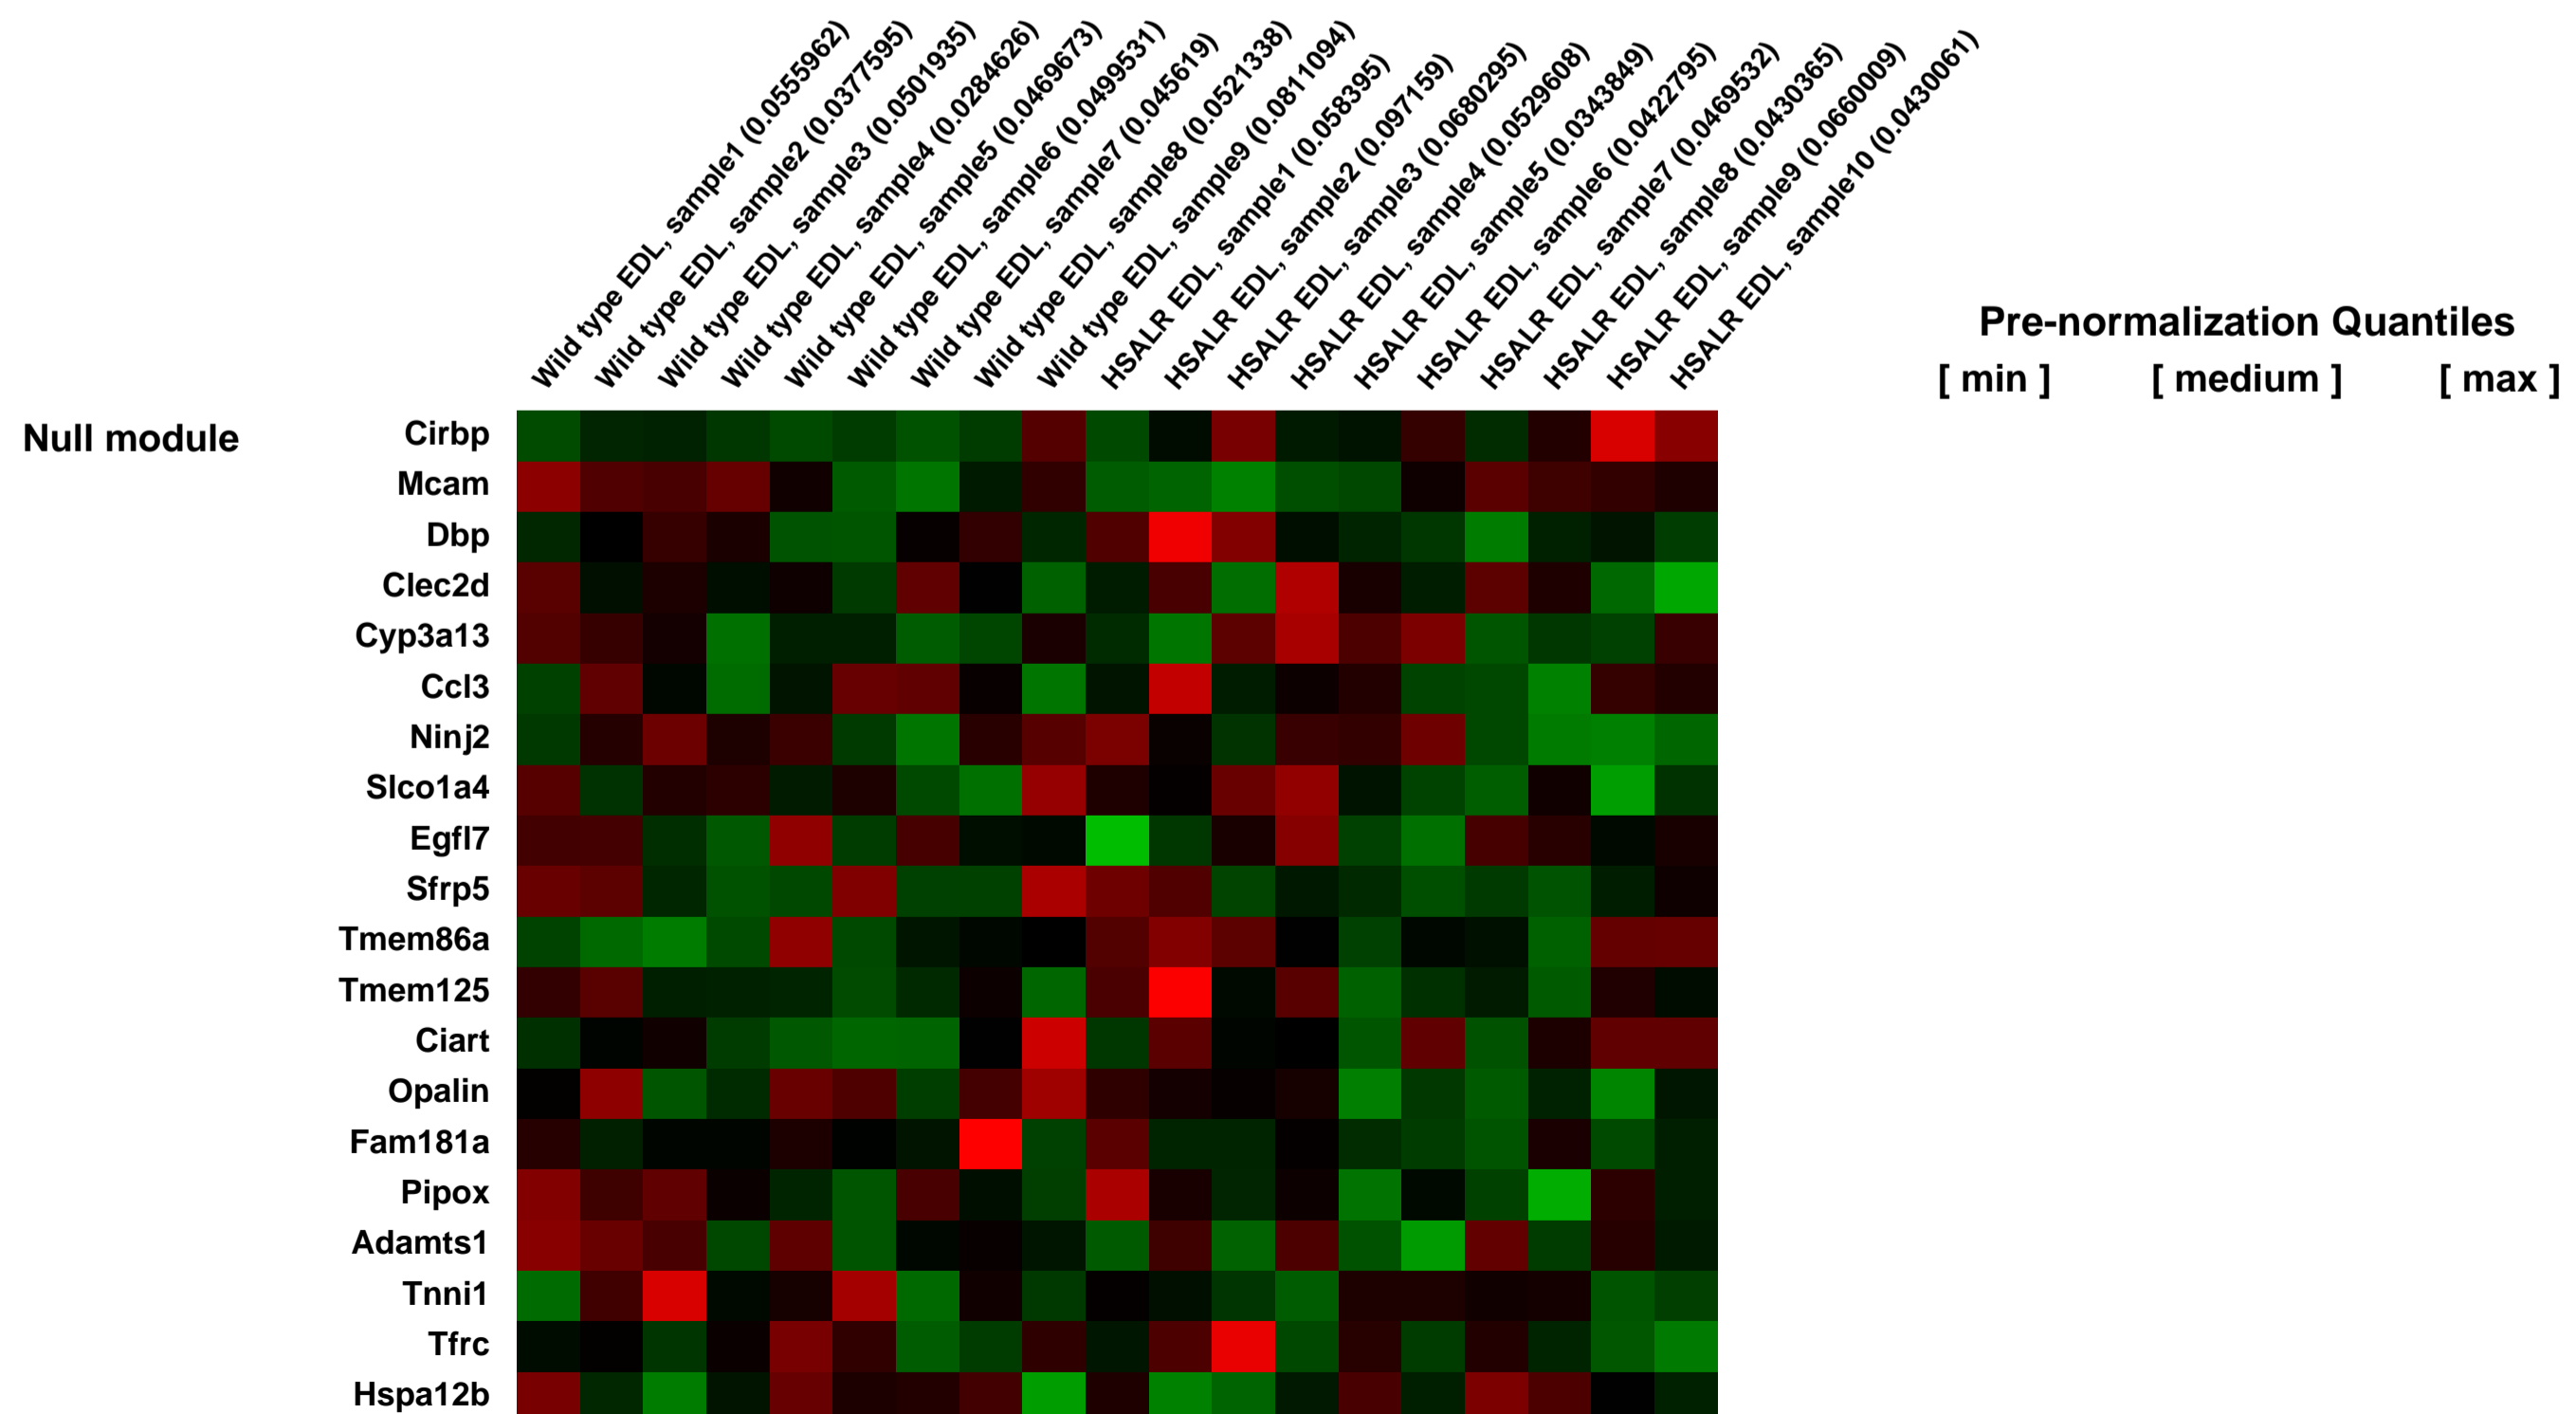 Wild type EDL, sample1 (0.0555962)
Wild type EDL, sample2 (0.0377595)
Wild type EDL, sample3 (0.0501935)
Wild type EDL, sample4 (0.0284626)
Wild type EDL, sample5 (0.0469673)
Wild type EDL, sample6 (0.0499531)
Wild type EDL, sample7 (0.045619)
Wild type EDL, sample8 (0.0521338)
Wild type EDL, sample9 (0.0811094)
HSALR EDL, sample1 (0.058395)
HSALR EDL, sample2 (0.097159)
HSALR EDL, sample3 (0.0680295)
HSALR EDL, sample4 (0.0529608)
HSALR EDL, sample5 (0.0343849)
HSALR EDL, sample6 (0.0422795)
HSALR EDL, sample7 (0.0469532)
HSALR EDL, sample8 (0.0430365)
HSALR EDL, sample9 (0.0660009)
HSALR EDL, sample10 (0.0430061)
Pre-normalization Quantiles
[ min ] [ medium ] [ max ]
Null module
Cirbp
Mcam
Dbp
Clec2d
Cyp3a13
Ccl3
Ninj2
Slco1a4
Egfl7
Sfrp5
Tmem86a
Tmem125
Ciart
Opalin
Fam181a
Pipox
Adamts1
Tnni1
Tfrc
Hspa12b